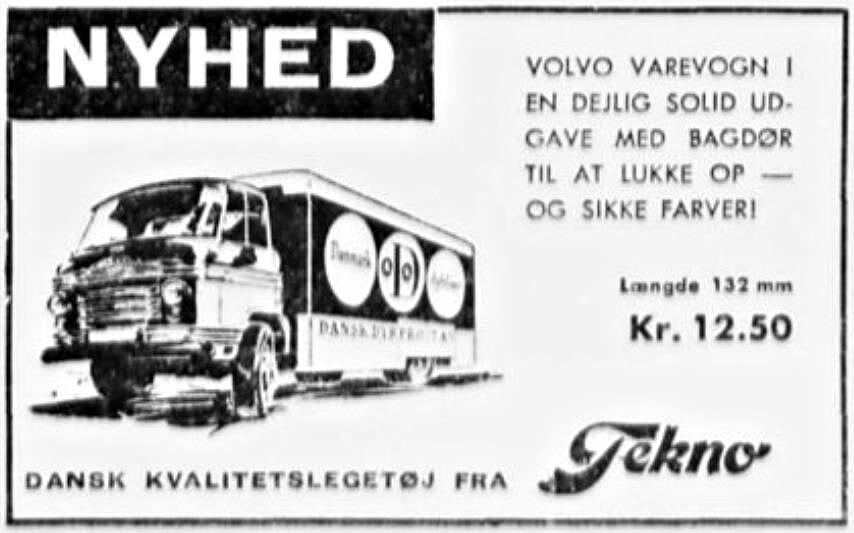 NYHED
VOLVO VAREVOGN I
EN DEJLIG SOLID UD-
GAVE MED BAGDØR
TIL AT LUKKE OP —
OG SIKKE FARVER!
Danmark
D
Længde 132 mm
Kr. 12.50
Tekno
DANSK KVALITETSLEGETØJ FRA